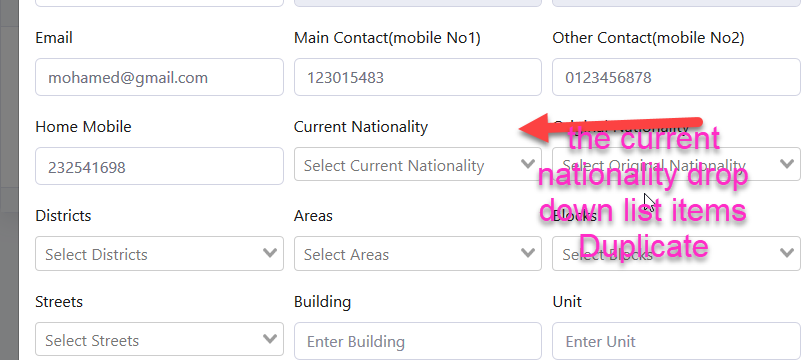 Email
Main Contact(mobile No1)
Other Contact(mobile No2)
mohamed@gmail.com
123015483
0123456878
Home Mobile
Current Nationality
Original Nationality
232541698
Select Current Nationality
Select Original Nationality
the current
nationality drop
down list items
Duplicate
Districts
Areas
Blocks
Select Districts
Select Areas
Select Blocks
Streets
Building
Unit
Select Streets
Enter Building
Enter Unit